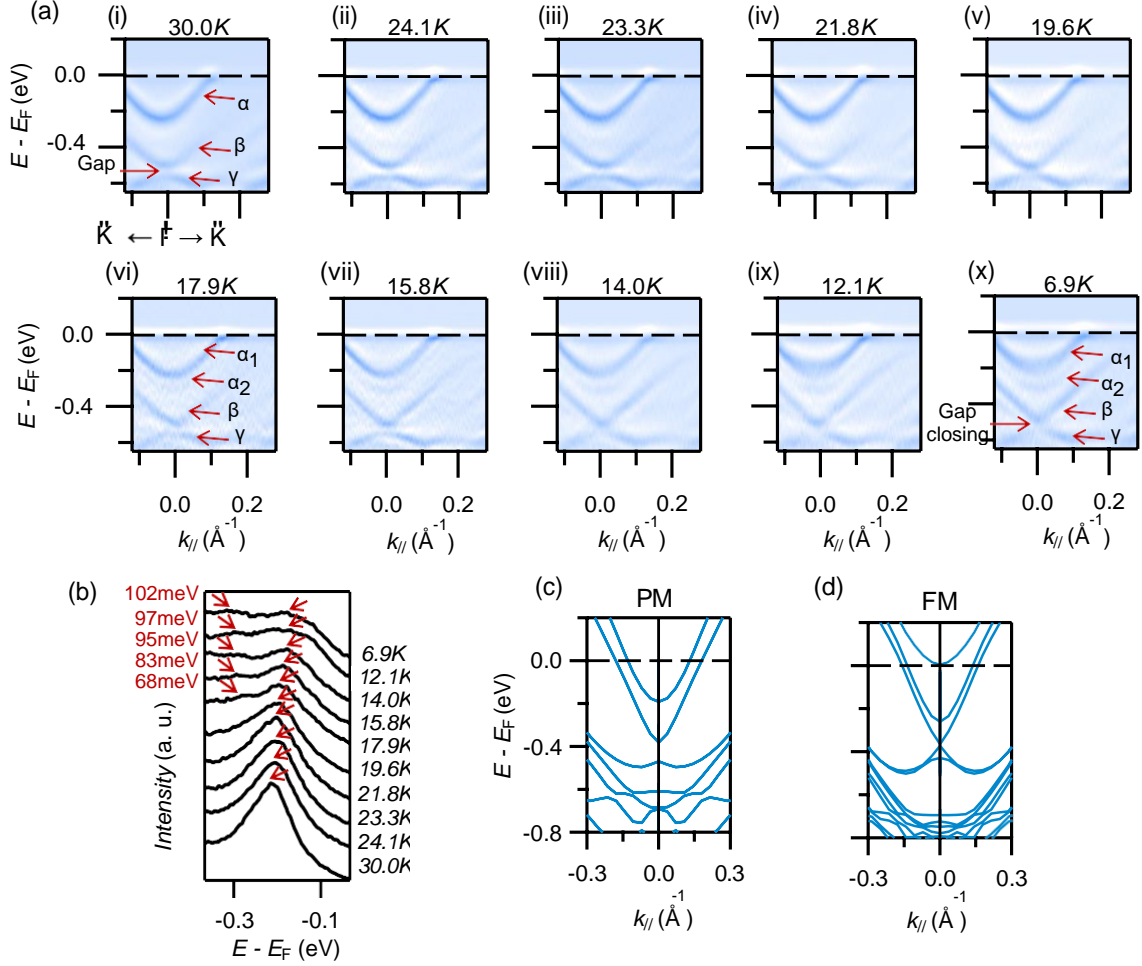 (a) (i) (ii) (iii) (iv) (v)
30.0K 24.1K 23.3K 21.8K 19.6K
E - EF (eV)
0.0
-0.4
α
β
γ
Gap
K̈ ← → K̈
(vi) (vii) (viii) (ix) (x)
17.9K 15.8K 14.0K 12.1K 6.9K
E - EF (eV)
0.0
-0.4
α1
α2
β
γ
α1
α2
β
γ
Gap
closing
0.0 0.2 0.0 0.2 0.0 0.2 0.0 0.2 0.0 0.2
k// (Å-1) k// (Å-1) k// (Å-1) k// (Å-1) k// (Å-1)
(b)
102meV
97meV
95meV
83meV
68meV
6.9K
12.1K
14.0K
15.8K
17.9K
19.6K
21.8K
23.3K
24.1K
30.0K
Intensity (a. u.)
-0.3 -0.1
E - EF (eV)
(c) PM
E - EF (eV)
0.0
-0.4
-0.8
-0.3 0.0 0.3
k// (Å-1)
(d) FM
-0.3 0.0 0.3
k// (Å-1)